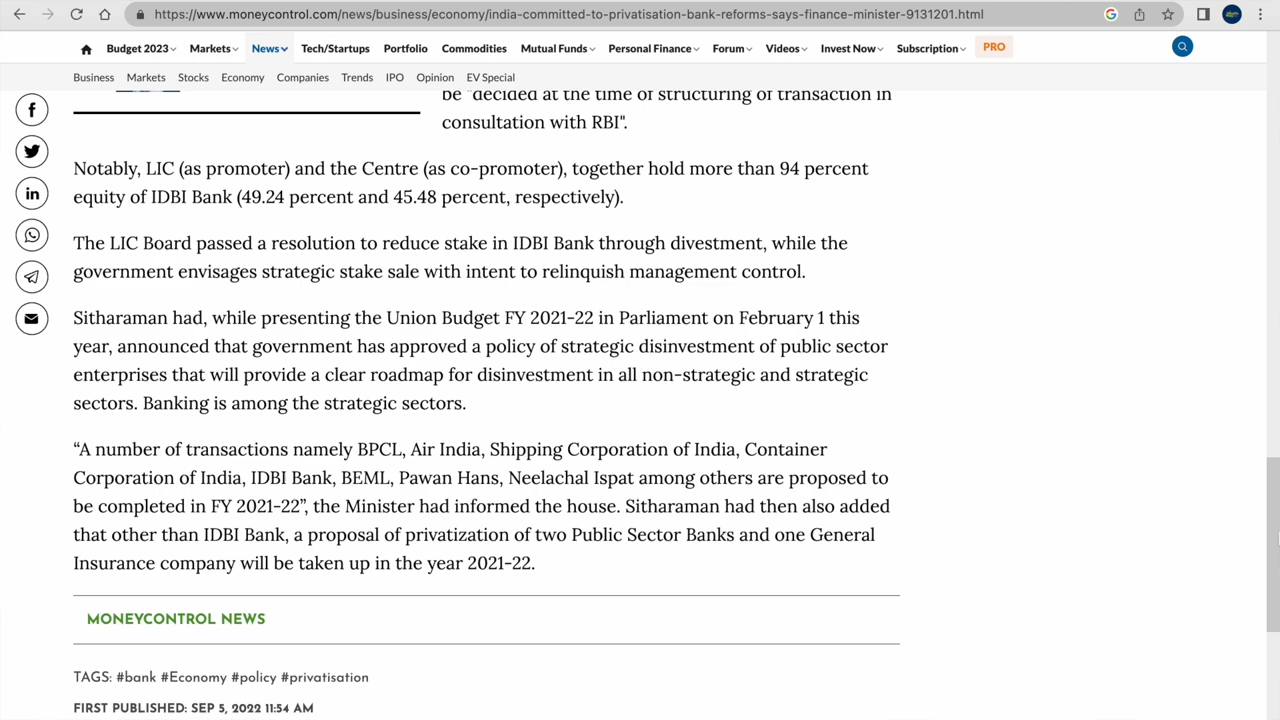 https://www.moneycontrol.com/news/business/economy/india-committed-to-privatisation-bank-reforms-says-finance-minister-9131201.html
Budget 2023 Markets News Tech/Startups Portfolio Commodities Mutual Funds Personal Finance Forum Videos Invest Now Subscription PRO
Business Markets Stocks Economy Companies Trends IPO Opinion EV Special
be "decided at the time of structuring of transaction in
consultation with RBI".
Notably, LIC (as promoter) and the Centre (as co-promoter), together hold more than 94 percent
equity of IDBI Bank (49.24 percent and 45.48 percent, respectively).
The LIC Board passed a resolution to reduce stake in IDBI Bank through divestment, while the
government envisages strategic stake sale with intent to relinquish management control.
Sitharaman had, while presenting the Union Budget FY 2021-22 in Parliament on February 1 this
year, announced that government has approved a policy of strategic disinvestment of public sector
enterprises that will provide a clear roadmap for disinvestment in all non-strategic and strategic
sectors. Banking is among the strategic sectors.
“A number of transactions namely BPCL, Air India, Shipping Corporation of India, Container
Corporation of India, IDBI Bank, BEML, Pawan Hans, Neelachal Ispat among others are proposed to
be completed in FY 2021-22”, the Minister had informed the house. Sitharaman had then also added
that other than IDBI Bank, a proposal of privatization of two Public Sector Banks and one General
Insurance company will be taken up in the year 2021-22.
MONEYCONTROL NEWS
TAGS: #bank #Economy #policy #privatisation
FIRST PUBLISHED: SEP 5, 2022 11:54 AM